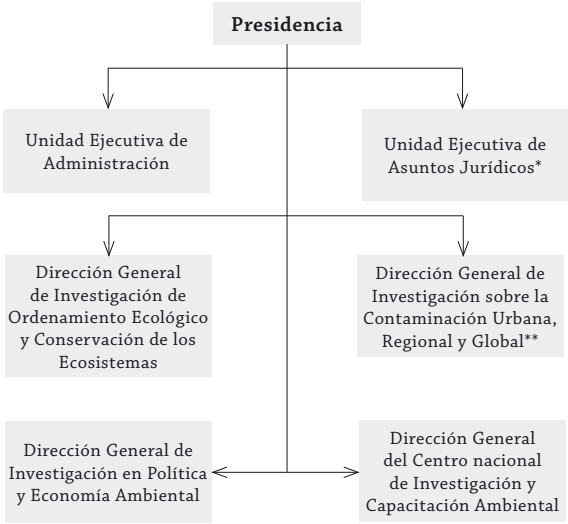 Presidencia
Unidad Ejecutiva de
Administración
Unidad Ejecutiva de
Asuntos Jurídicos*
Dirección General
de Investigación de
Ordenamiento Ecológico
y Conservación de los
Ecosistemas
Dirección General de
Investigación sobre la
Contaminación Urbana,
Regional y Global**
Dirección General de
Investigación en Política
y Economía Ambiental
Dirección General
del Centro nacional
de Investigación y
Capacitación Ambiental